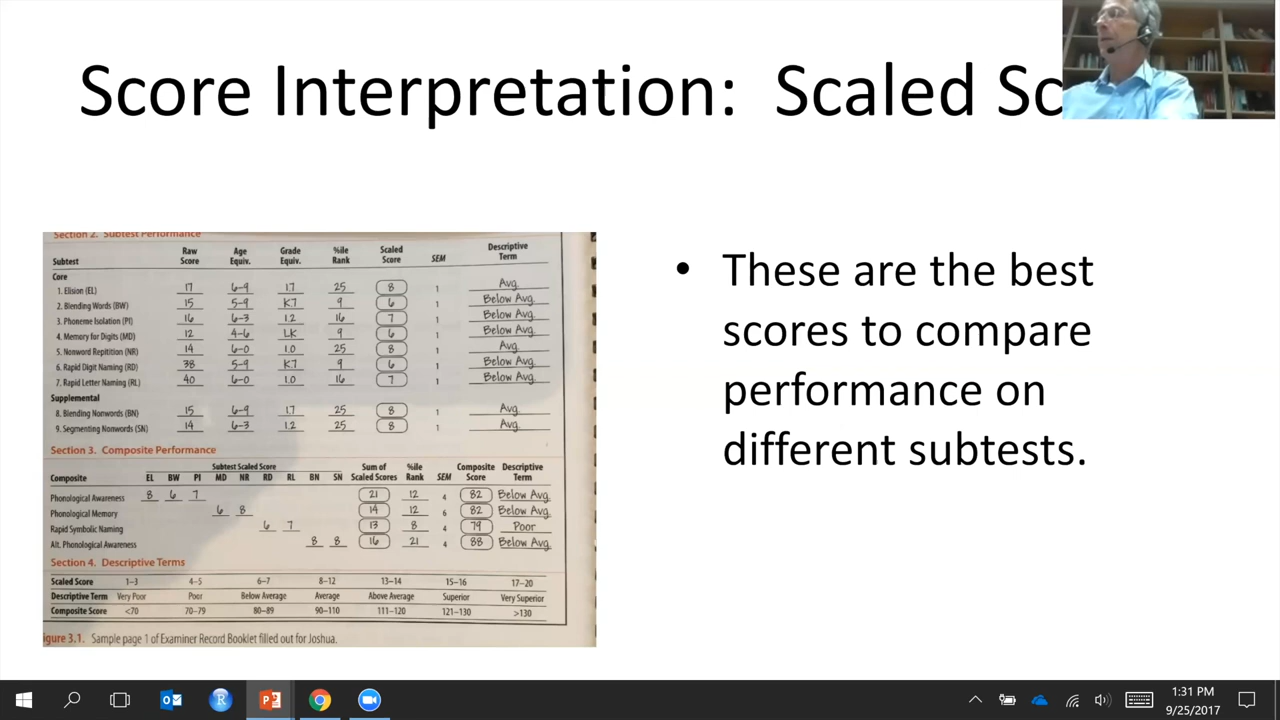 Score Interpretation: Scaled Sc
Section 2. Subtest Performance
Subtest Raw Score Age Equiv. Grade Equiv. %ile Rank Scaled Score SEM Descriptive Term
Core
1. Elision (EL) 17 6-9 1.7 25 8 1 Avg.
2. Blending Words (BW) 15 5-9 K.7 9 6 1 Below Avg.
3. Phoneme Isolation (PI) 16 6-3 1.2 16 7 1 Below Avg.
4. Memory for Digits (MD) 12 4-6 LK 9 6 1 Below Avg.
5. Nonword Repitition (NR) 14 6-0 1.0 25 8 1 Avg.
6. Rapid Digit Naming (RD) 38 5-9 K.7 9 6 1 Below Avg.
7. Rapid Letter Naming (RL) 40 6-0 1.0 16 7 1 Below Avg.
Supplemental
8. Blending Nonwords (BN) 15 6-9 1.7 25 8 1 Avg.
9. Segmenting Nonwords (SN) 14 6-3 1.2 25 8 1 Avg.
Section 3. Composite Performance
Subtest Scaled Score
Composite EL BW PI MD NR RD RL BN SN Sum of Scaled Scores %ile Rank SEM Composite Score Descriptive Term
Phonological Awareness 8 6 7 21 12 4 82 Below Avg.
Phonological Memory 6 8 14 12 6 82 Below Avg.
Rapid Symbolic Naming 6 7 13 8 4 79 Poor
Alt. Phonological Awareness 8 8 16 21 4 88 Below Avg.
Section 4. Descriptive Terms
Scaled Score 1–3 4–5 6–7 8–12 13–14 15–16 17–20
Descriptive Term Very Poor Poor Below Average Average Above Average Superior Very Superior
Composite Score <70 70–79 80–89 90–110 111–120 121–130 >130
igure 3.1. Sample page 1 of Examiner Record Booklet filled out for Joshua.
• These are the best
scores to compare
performance on
different subtests.
1:31 PM
9/25/2017